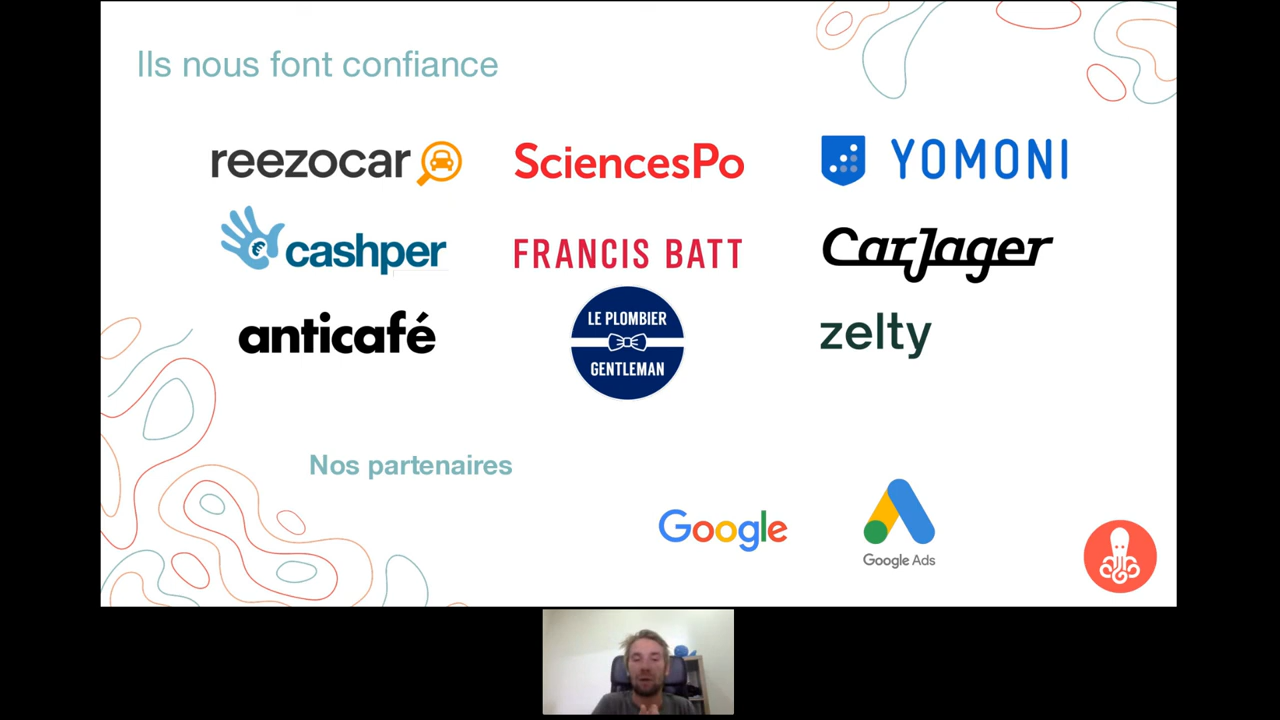 Ils nous font confiance
reezocar
SciencesPo
YOMONI
cashper
FRANCIS BATT
CarJager
anticafé
LE PLOMBIER
GENTLEMAN
zelty
Nos partenaires
Google
Google Ads